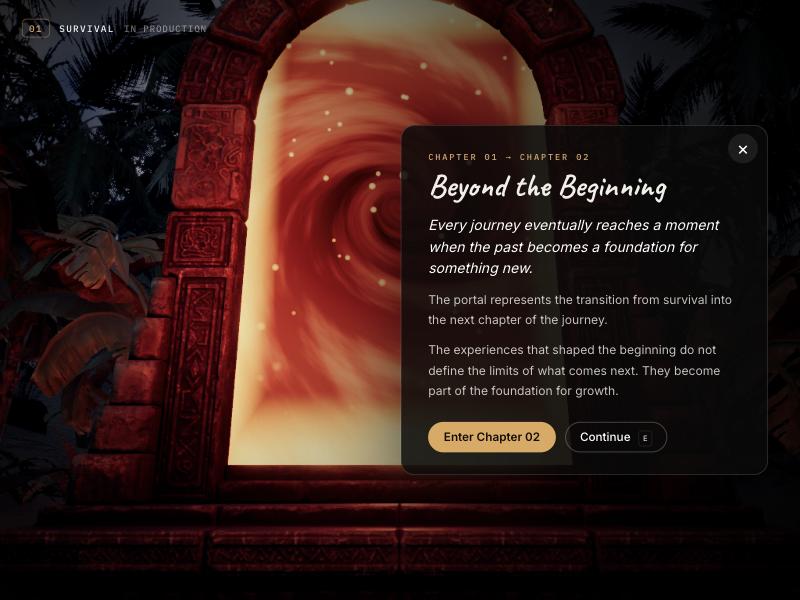 01 SURVIVAL IN PRODUCTION
CHAPTER 01 → CHAPTER 02
Beyond the Beginning
Every journey eventually reaches a moment
when the past becomes a foundation for
something new.
The portal represents the transition from survival into
the next chapter of the journey.
The experiences that shaped the beginning do not
define the limits of what comes next. They become
part of the foundation for growth.
Enter Chapter 02
Continue E